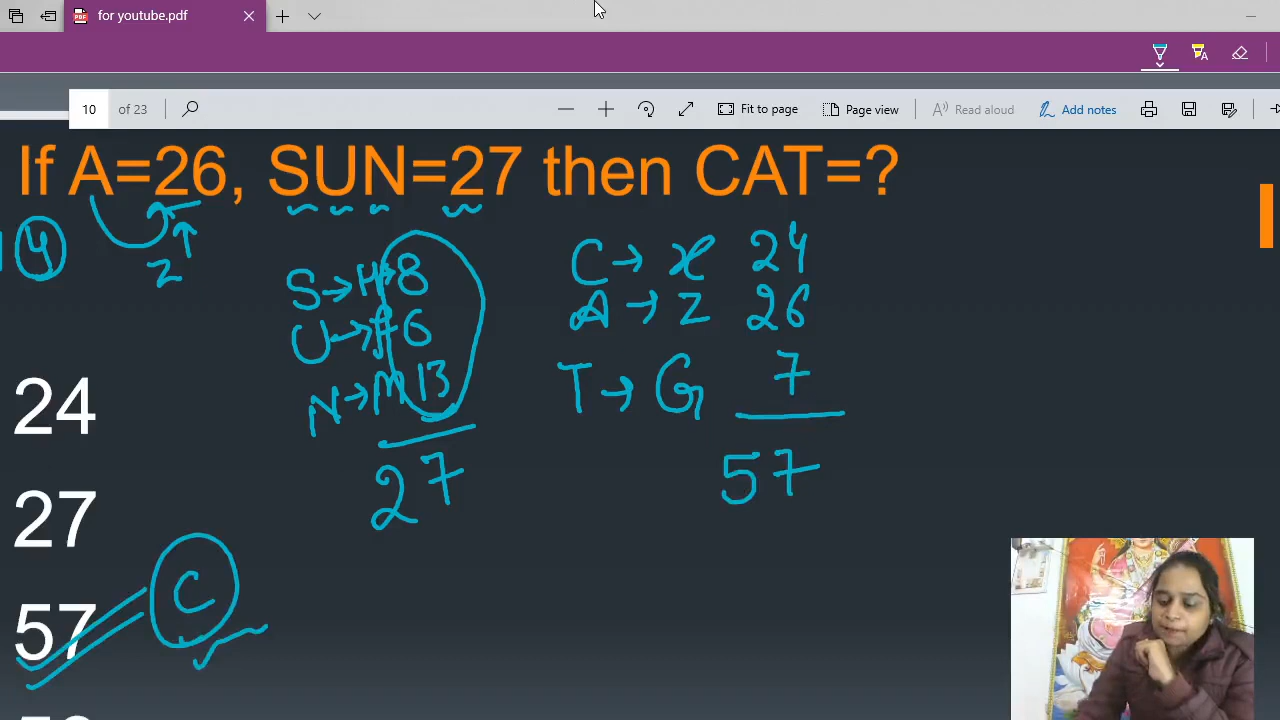 for youtube.pdf
10 of 23
Fit to page
Page view
Read aloud
Add notes
If A=26, SUN=27 then CAT=?
4
Z
S→H→8
U→F 6
N→M 13
27
C→X 24
A→Z 26
T→G 7
57
24
27
57
C